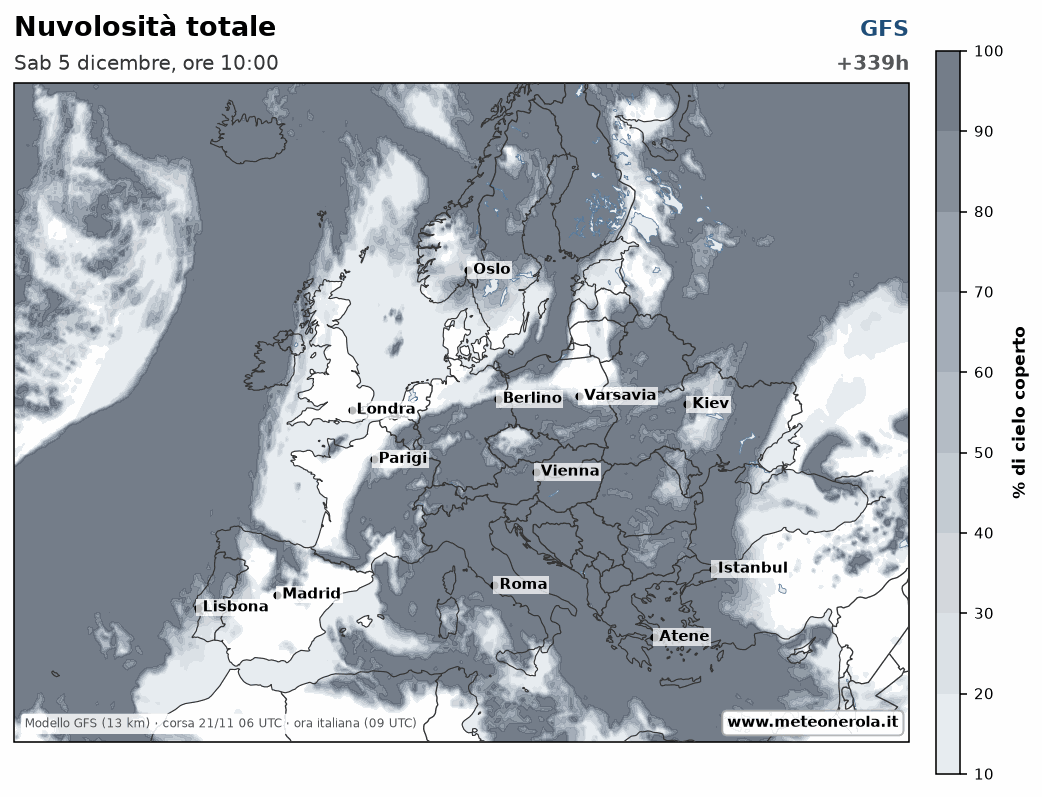 Nuvolosità totale
GFS
Sab 5 dicembre, ore 10:00
+339h
100
90
80
70
60
50
40
30
20
10
% di cielo coperto
Oslo
Londra
Berlino
Varsavia
Kiev
Parigi
Vienna
Istanbul
Roma
Madrid
Lisbona
Atene
Modello GFS (13 km) · corsa 21/11 06 UTC · ora italiana (09 UTC)
www.meteonerola.it